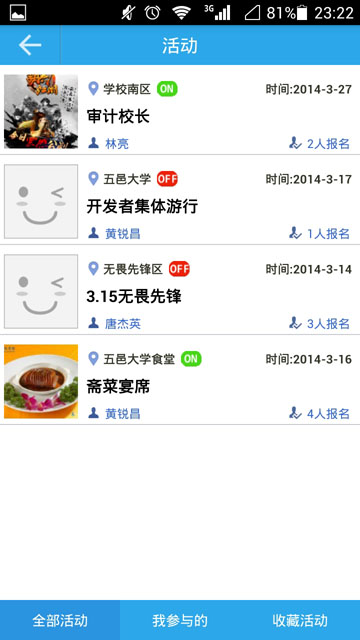 3G 81% 23:22
活动
学校南区 ON 时间:2014-3-27
审计校长
林亮 2人报名
五邑大学 OFF 时间:2014-3-17
开发者集体游行
黄锐昌 1人报名
无畏先锋区 OFF 时间:2014-3-14
3.15无畏先锋
唐杰英 3人报名
五邑大学食堂 ON 时间:2014-3-16
斋菜宴席
黄锐昌 4人报名
全部活动 我参与的 收藏活动